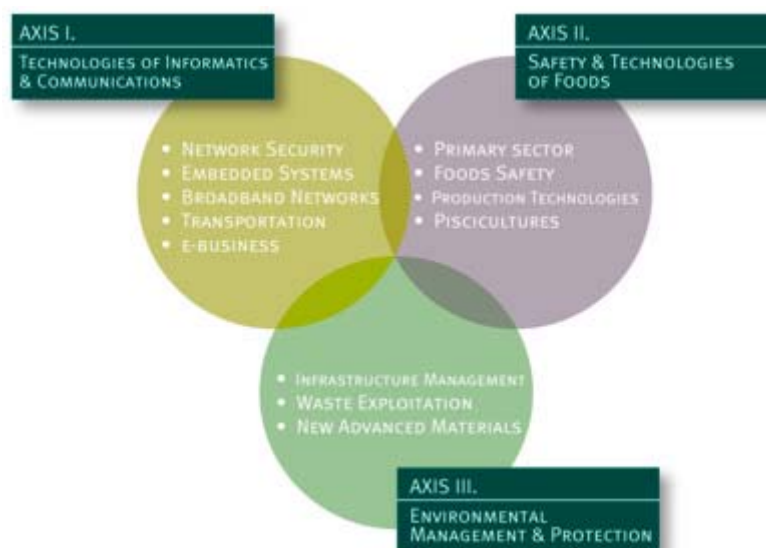 AXIS I.
TECHNOLOGIES OF INFORMATICS
& COMMUNICATIONS
AXIS II.
SAFETY & TECHNOLOGIES
OF FOODS
• NETWORK SECURITY
• EMBEDDED SYSTEMS
• BROADBAND NETWORKS
• TRANSPORTATION
• E-BUSINESS
• PRIMARY SECTOR
• FOODS SAFETY
• PRODUCTION TECHNOLOGIES
• PISCICULTURES
• INFRASTRUCTURE MANAGEMENT
• WASTE EXPLOITATION
• NEW ADVANCED MATERIALS
AXIS III.
ENVIRONMENTAL
MANAGEMENT & PROTECTION